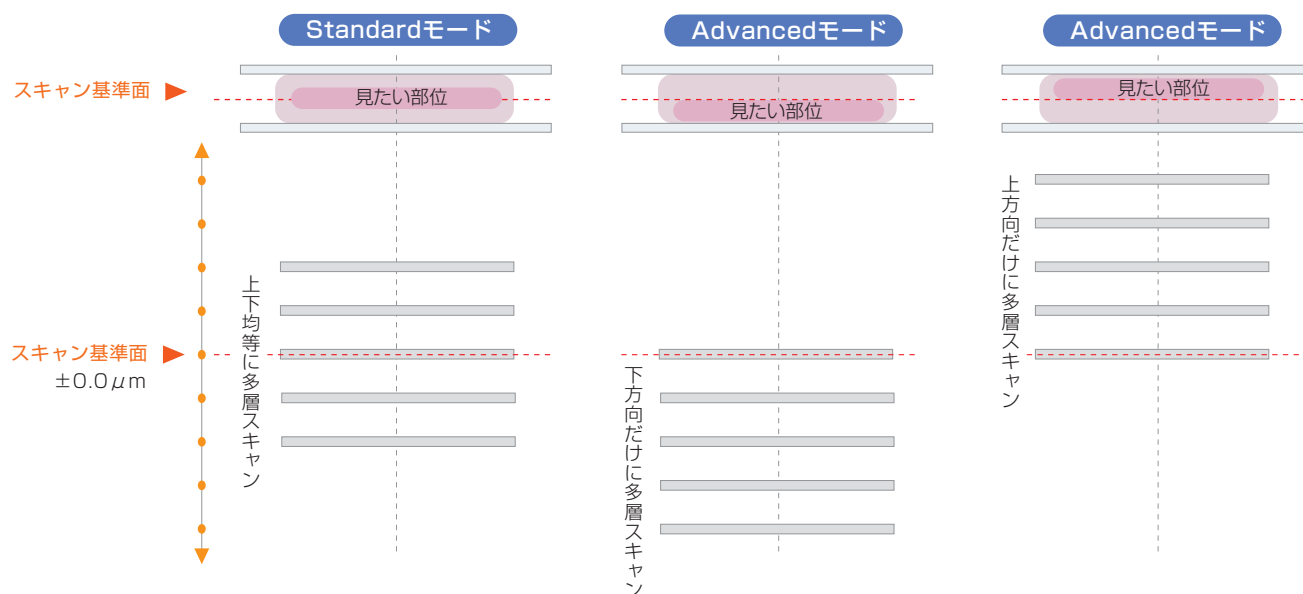 Standardモード
Advancedモード
Advancedモード
スキャン基準面
見たい部位
見たい部位
見たい部位
スキャン基準面
±0.0μm
上下均等に多層スキャン
下方向だけに多層スキャン
上方向だけに多層スキャン